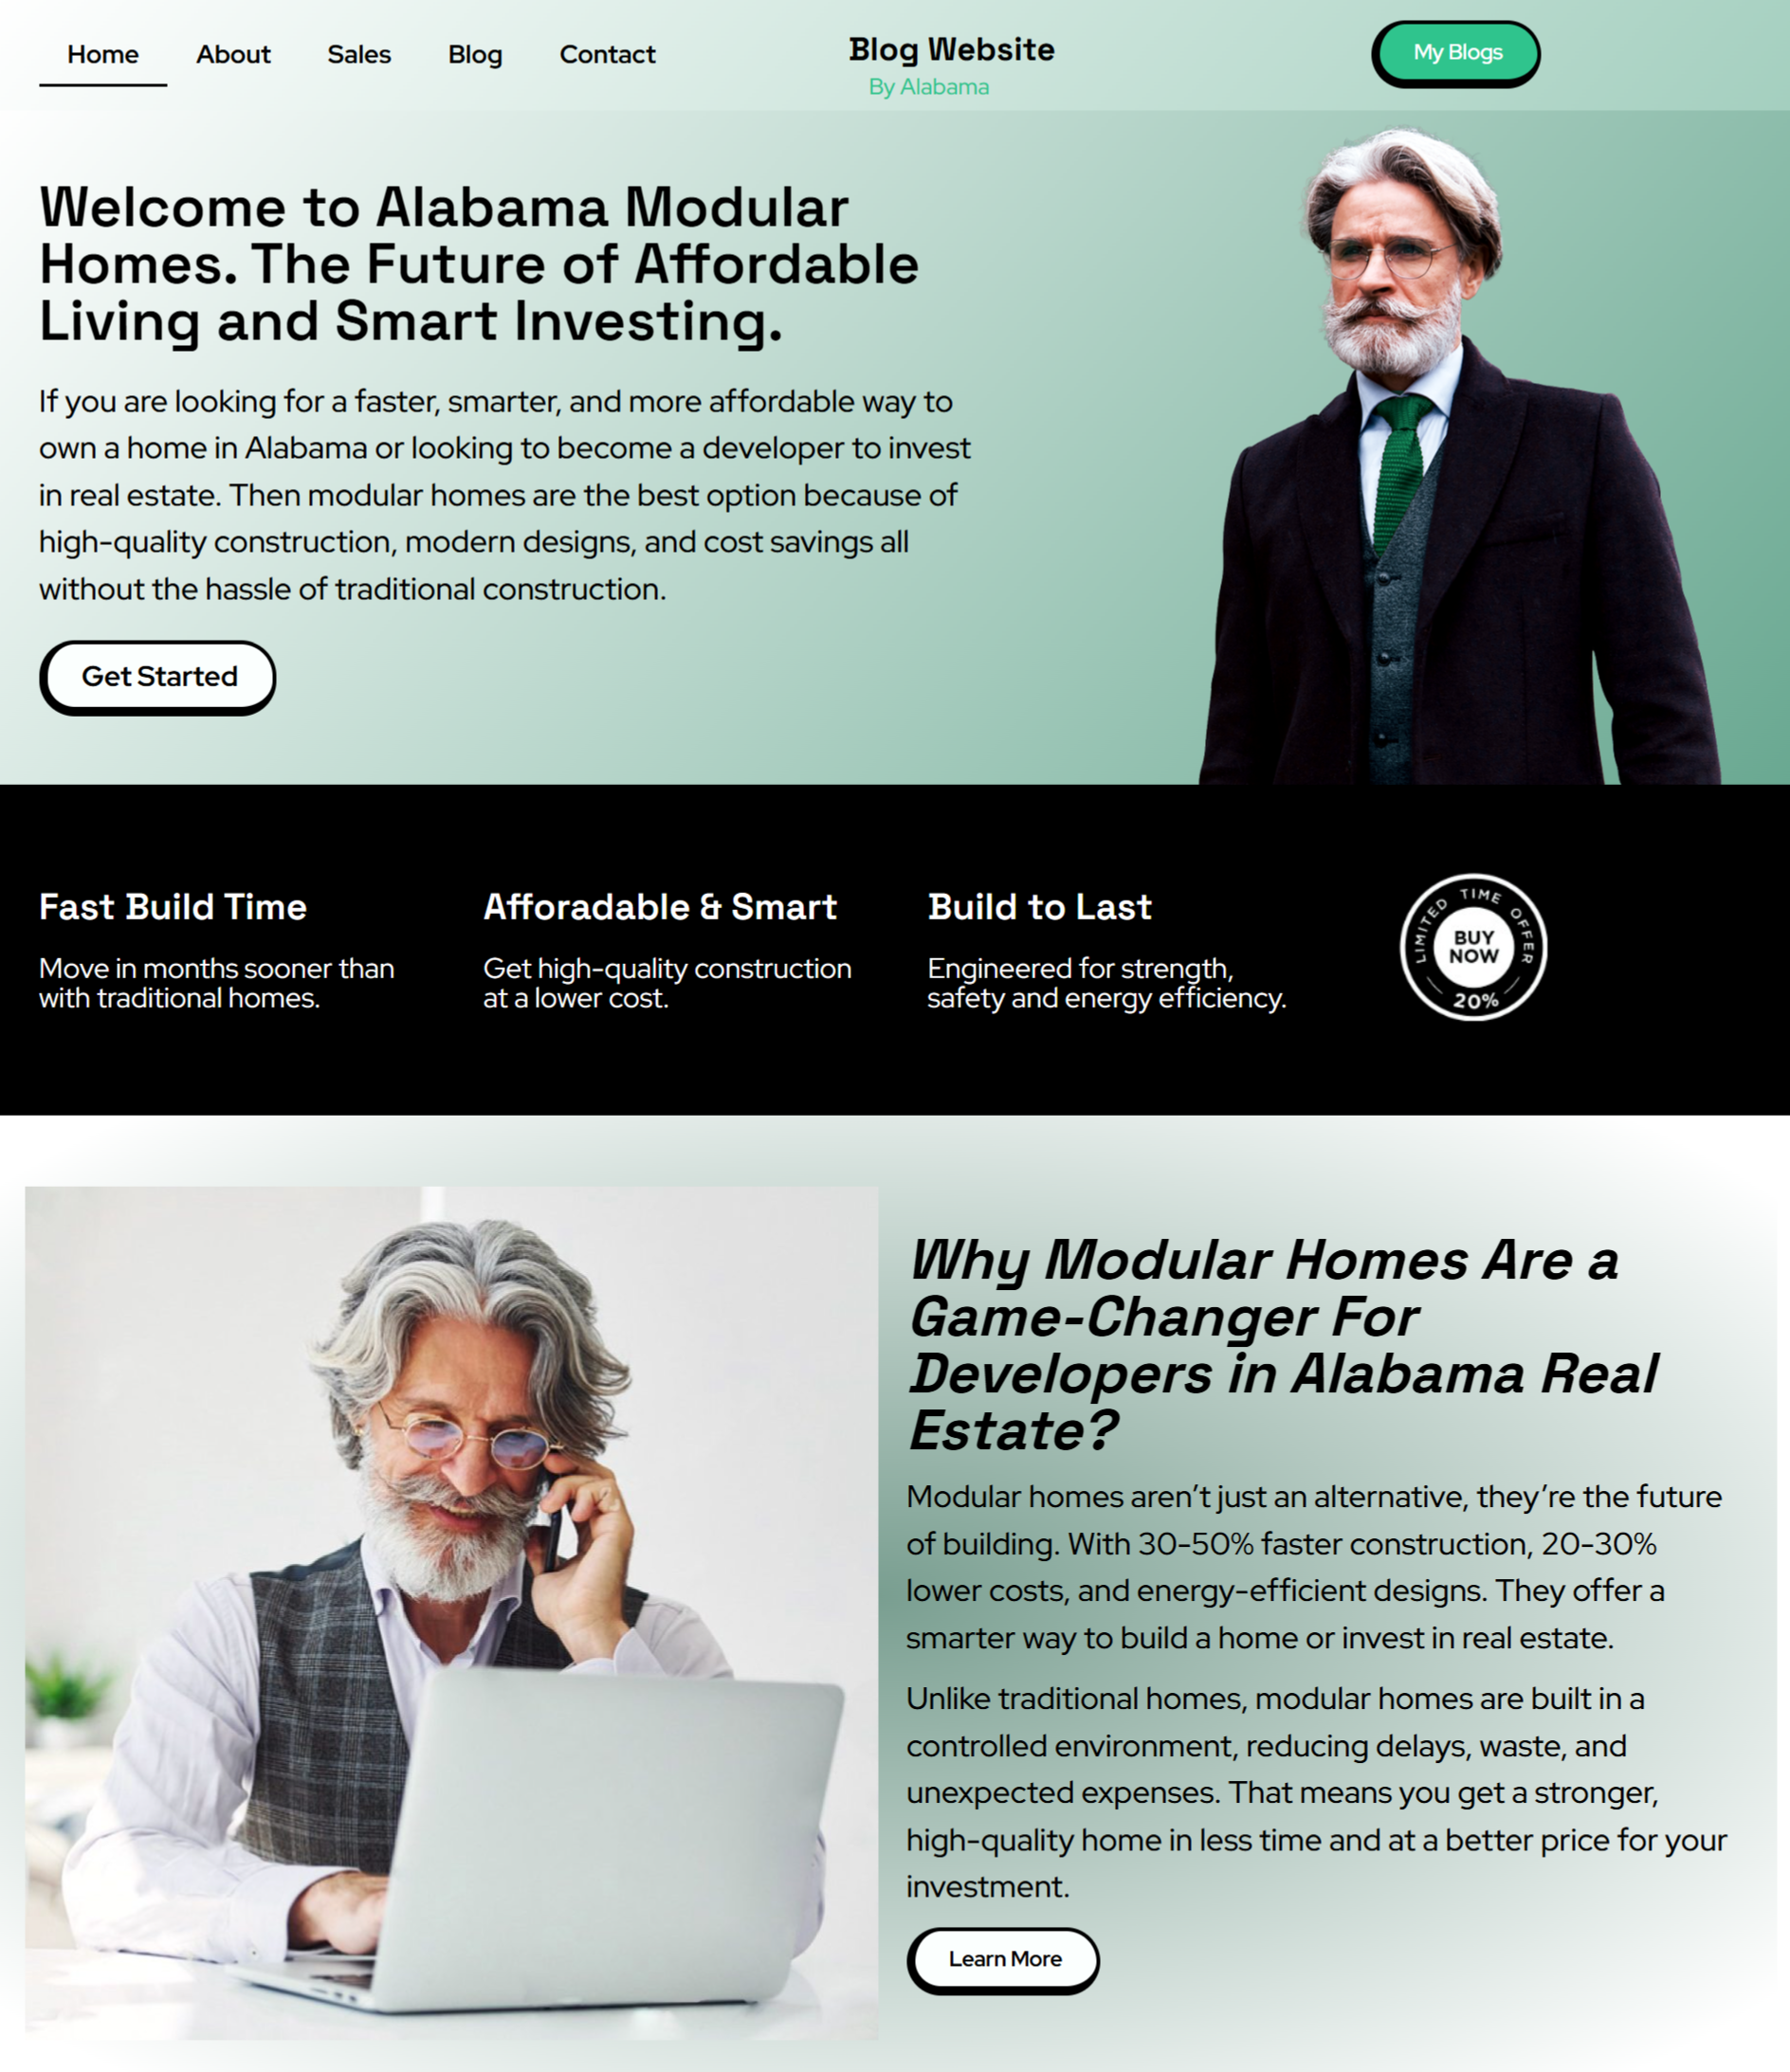 Home About Sales Blog Contact
Blog Website
By Alabama
My Blogs
Welcome to Alabama Modular
Homes. The Future of Affordable
Living and Smart Investing.
If you are looking for a faster, smarter, and more affordable way to
own a home in Alabama or looking to become a developer to invest
in real estate. Then modular homes are the best option because of
high-quality construction, modern designs, and cost savings all
without the hassle of traditional construction.
Get Started
Fast Build Time
Move in months sooner than
with traditional homes.
Afforadable & Smart
Get high-quality construction
at a lower cost.
Build to Last
Engineered for strength,
safety and energy efficiency.
LIMITED TIME OFFER
BUY
NOW
20%
Why Modular Homes Are a
Game-Changer For
Developers in Alabama Real
Estate?
Modular homes aren’t just an alternative, they’re the future
of building. With 30-50% faster construction, 20-30%
lower costs, and energy-efficient designs. They offer a
smarter way to build a home or invest in real estate.
Unlike traditional homes, modular homes are built in a
controlled environment, reducing delays, waste, and
unexpected expenses. That means you get a stronger,
high-quality home in less time and at a better price for your
investment.
Learn More